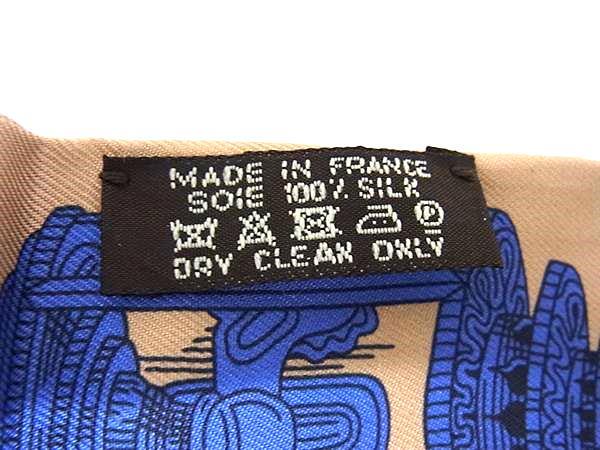 MADE IN FRANCE
SOIE 100% SILK
P
DRY CLEAN ONLY